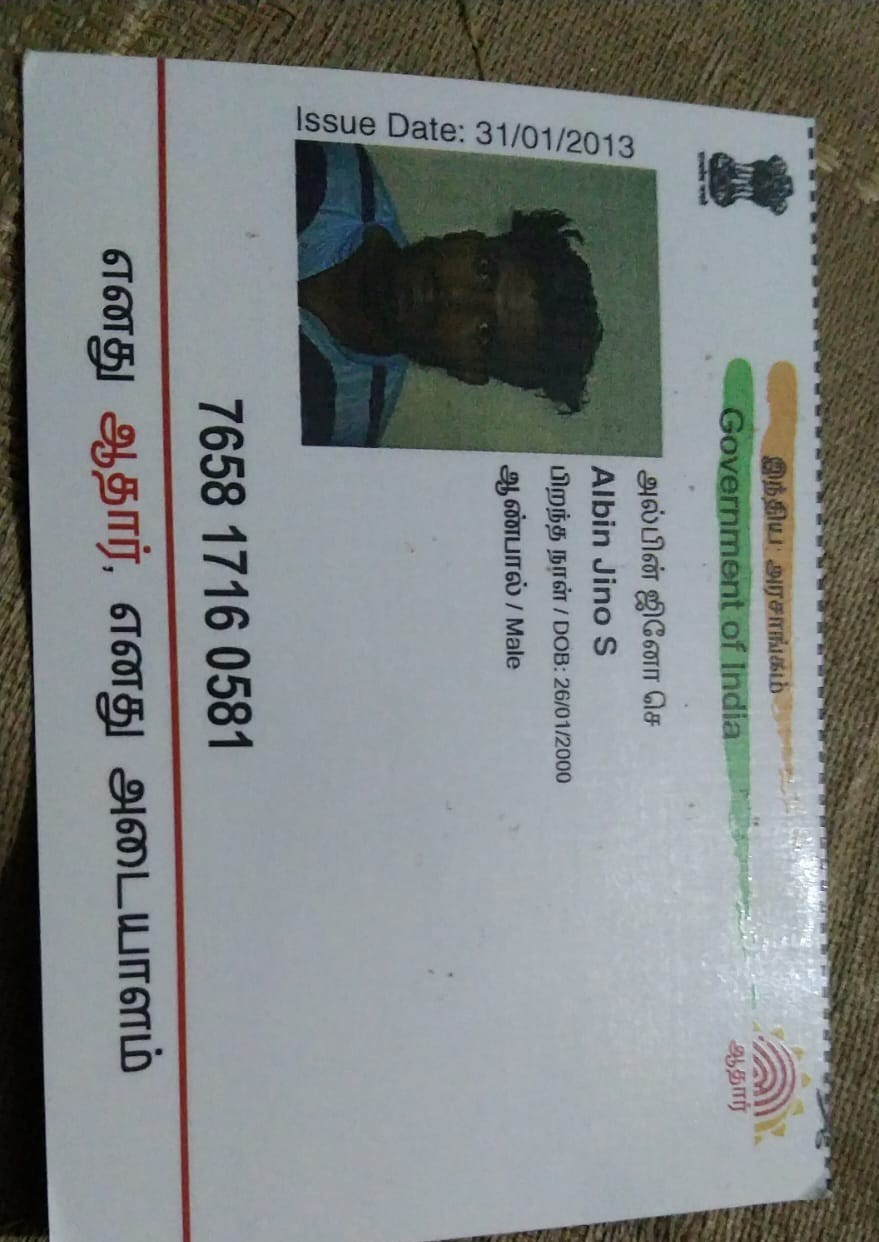 இந்திய அரசாங்கம்
Government of India
ஆதார்
Issue Date: 31/01/2013
அல்பின் ஜினோ செ
Albin Jino S
பிறந்த நாள் / DOB: 26/01/2000
ஆண்பால் / Male
7658 1716 0581
எனது ஆதார், எனது அடையாளம்